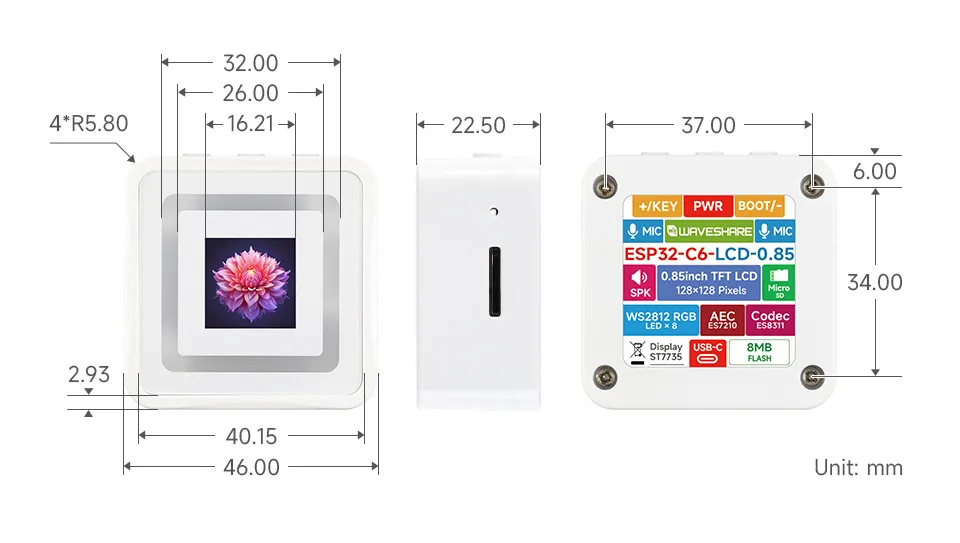 32.00
26.00
16.21
4*R5.80
2.93
40.15
46.00
22.50
37.00
6.00
34.00
+/KEY PWR BOOT/-
MIC WAVESHARE MIC
ESP32-C6-LCD-0.85
SPK
0.85inch TFT LCD
128×128 Pixels
Micro
SD
WS2812 RGB
LED × 8
AEC
ES7210
Codec
ES8311
Display
ST7735
USB-C
8MB
FLASH
Unit: mm